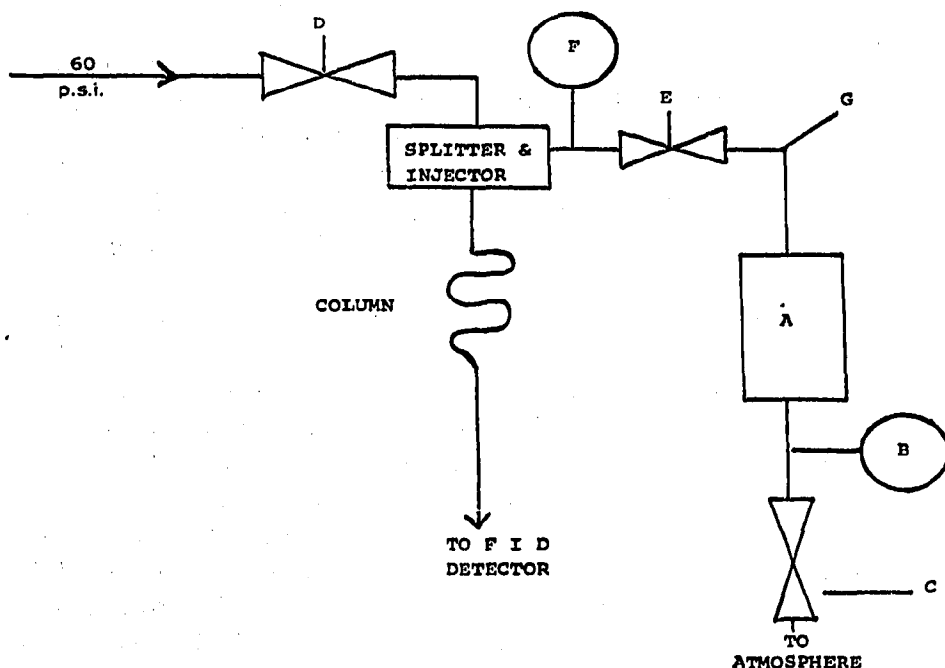 D
60
p.s.i.
F
E
G
SPLITTER &
INJECTOR
COLUMN
A
B
TO F I D
DETECTOR
C
TO
ATMOSPHERE